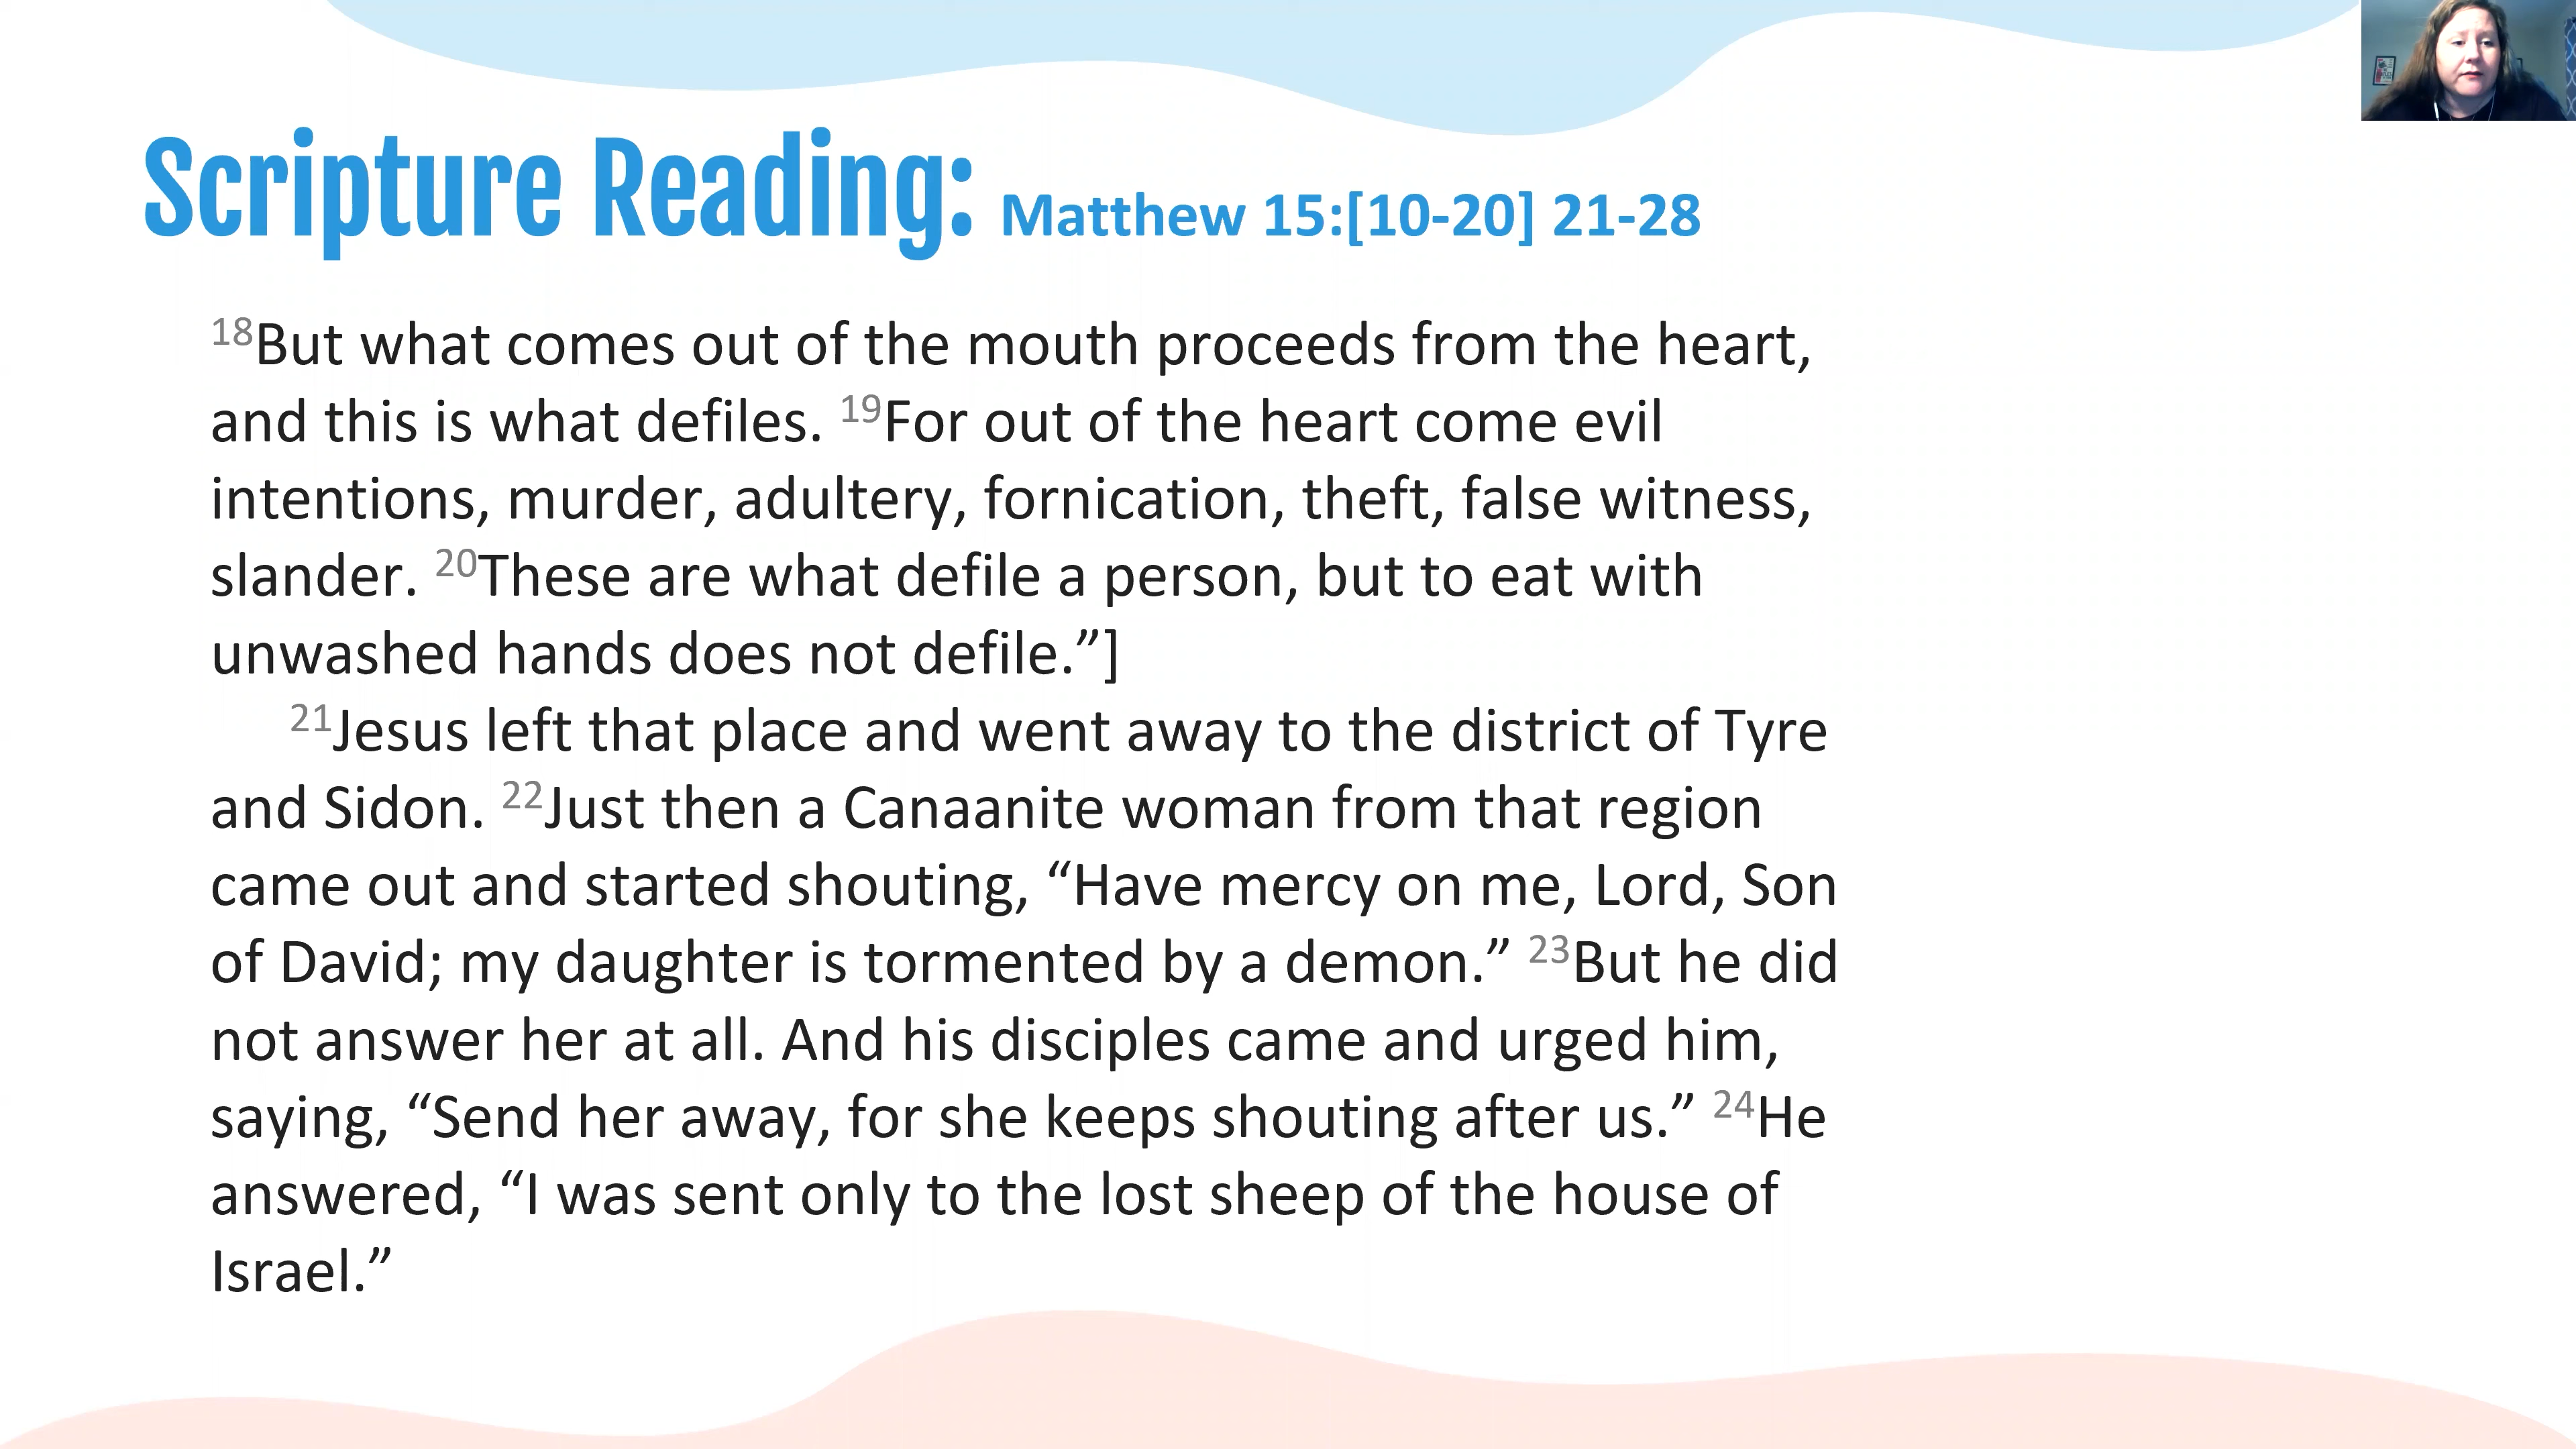 Scripture Reading: Matthew 15:[10-20] 21-28
18But what comes out of the mouth proceeds from the heart,
and this is what defiles. 19For out of the heart come evil
intentions, murder, adultery, fornication, theft, false witness,
slander. 20These are what defile a person, but to eat with
unwashed hands does not defile.”]
21Jesus left that place and went away to the district of Tyre
and Sidon. 22Just then a Canaanite woman from that region
came out and started shouting, “Have mercy on me, Lord, Son
of David; my daughter is tormented by a demon.” 23But he did
not answer her at all. And his disciples came and urged him,
saying, “Send her away, for she keeps shouting after us.” 24He
answered, “I was sent only to the lost sheep of the house of
Israel.”